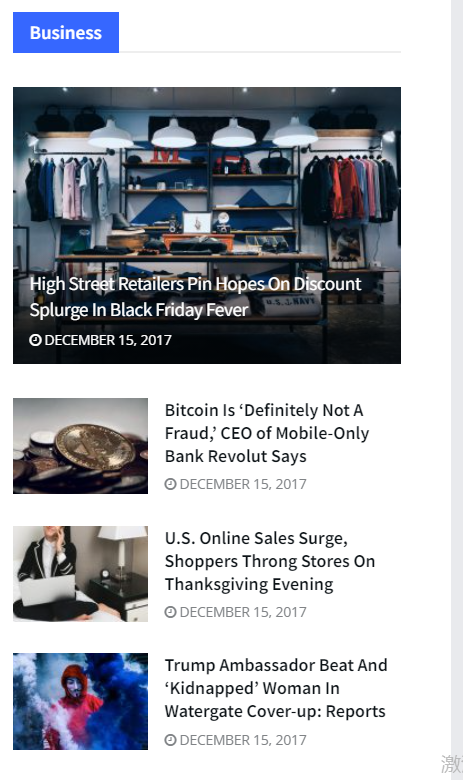 Business
High Street Retailers Pin Hopes On Discount
Splurge In Black Friday Fever
DECEMBER 15, 2017
Bitcoin Is ‘Definitely Not A
Fraud,’ CEO of Mobile-Only
Bank Revolut Says
DECEMBER 15, 2017
U.S. Online Sales Surge,
Shoppers Throng Stores On
Thanksgiving Evening
DECEMBER 15, 2017
Trump Ambassador Beat And
‘Kidnapped’ Woman In
Watergate Cover-up: Reports
DECEMBER 15, 2017
激